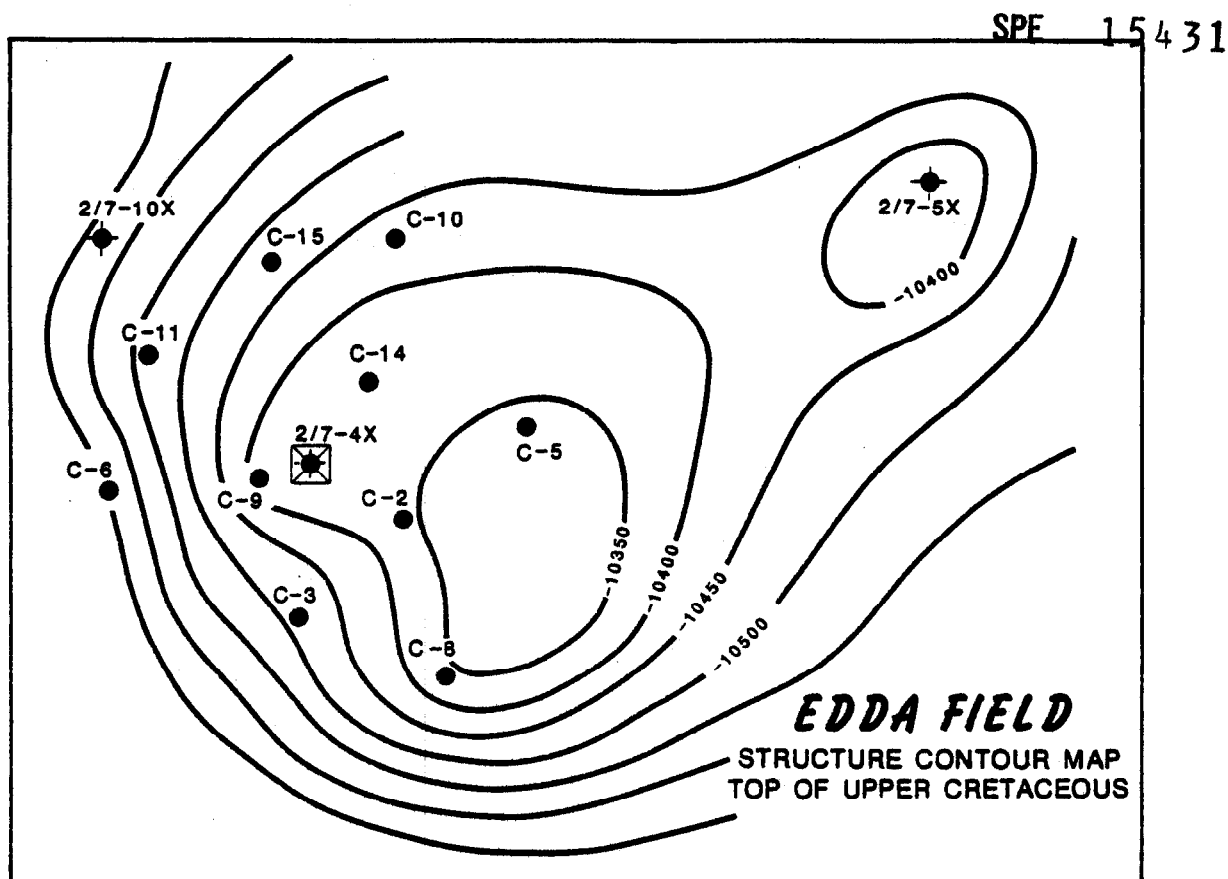 SPE 15431
2/7-10X
C-15
C-10
2/7-5X
-10400
C-11
C-14
2/7-4X
C-5
C-6
C-9
C-2
-10350
-10400
-10450
-10500
C-3
C-8
EDDA FIELD
STRUCTURE CONTOUR MAP
TOP OF UPPER CRETACEOUS